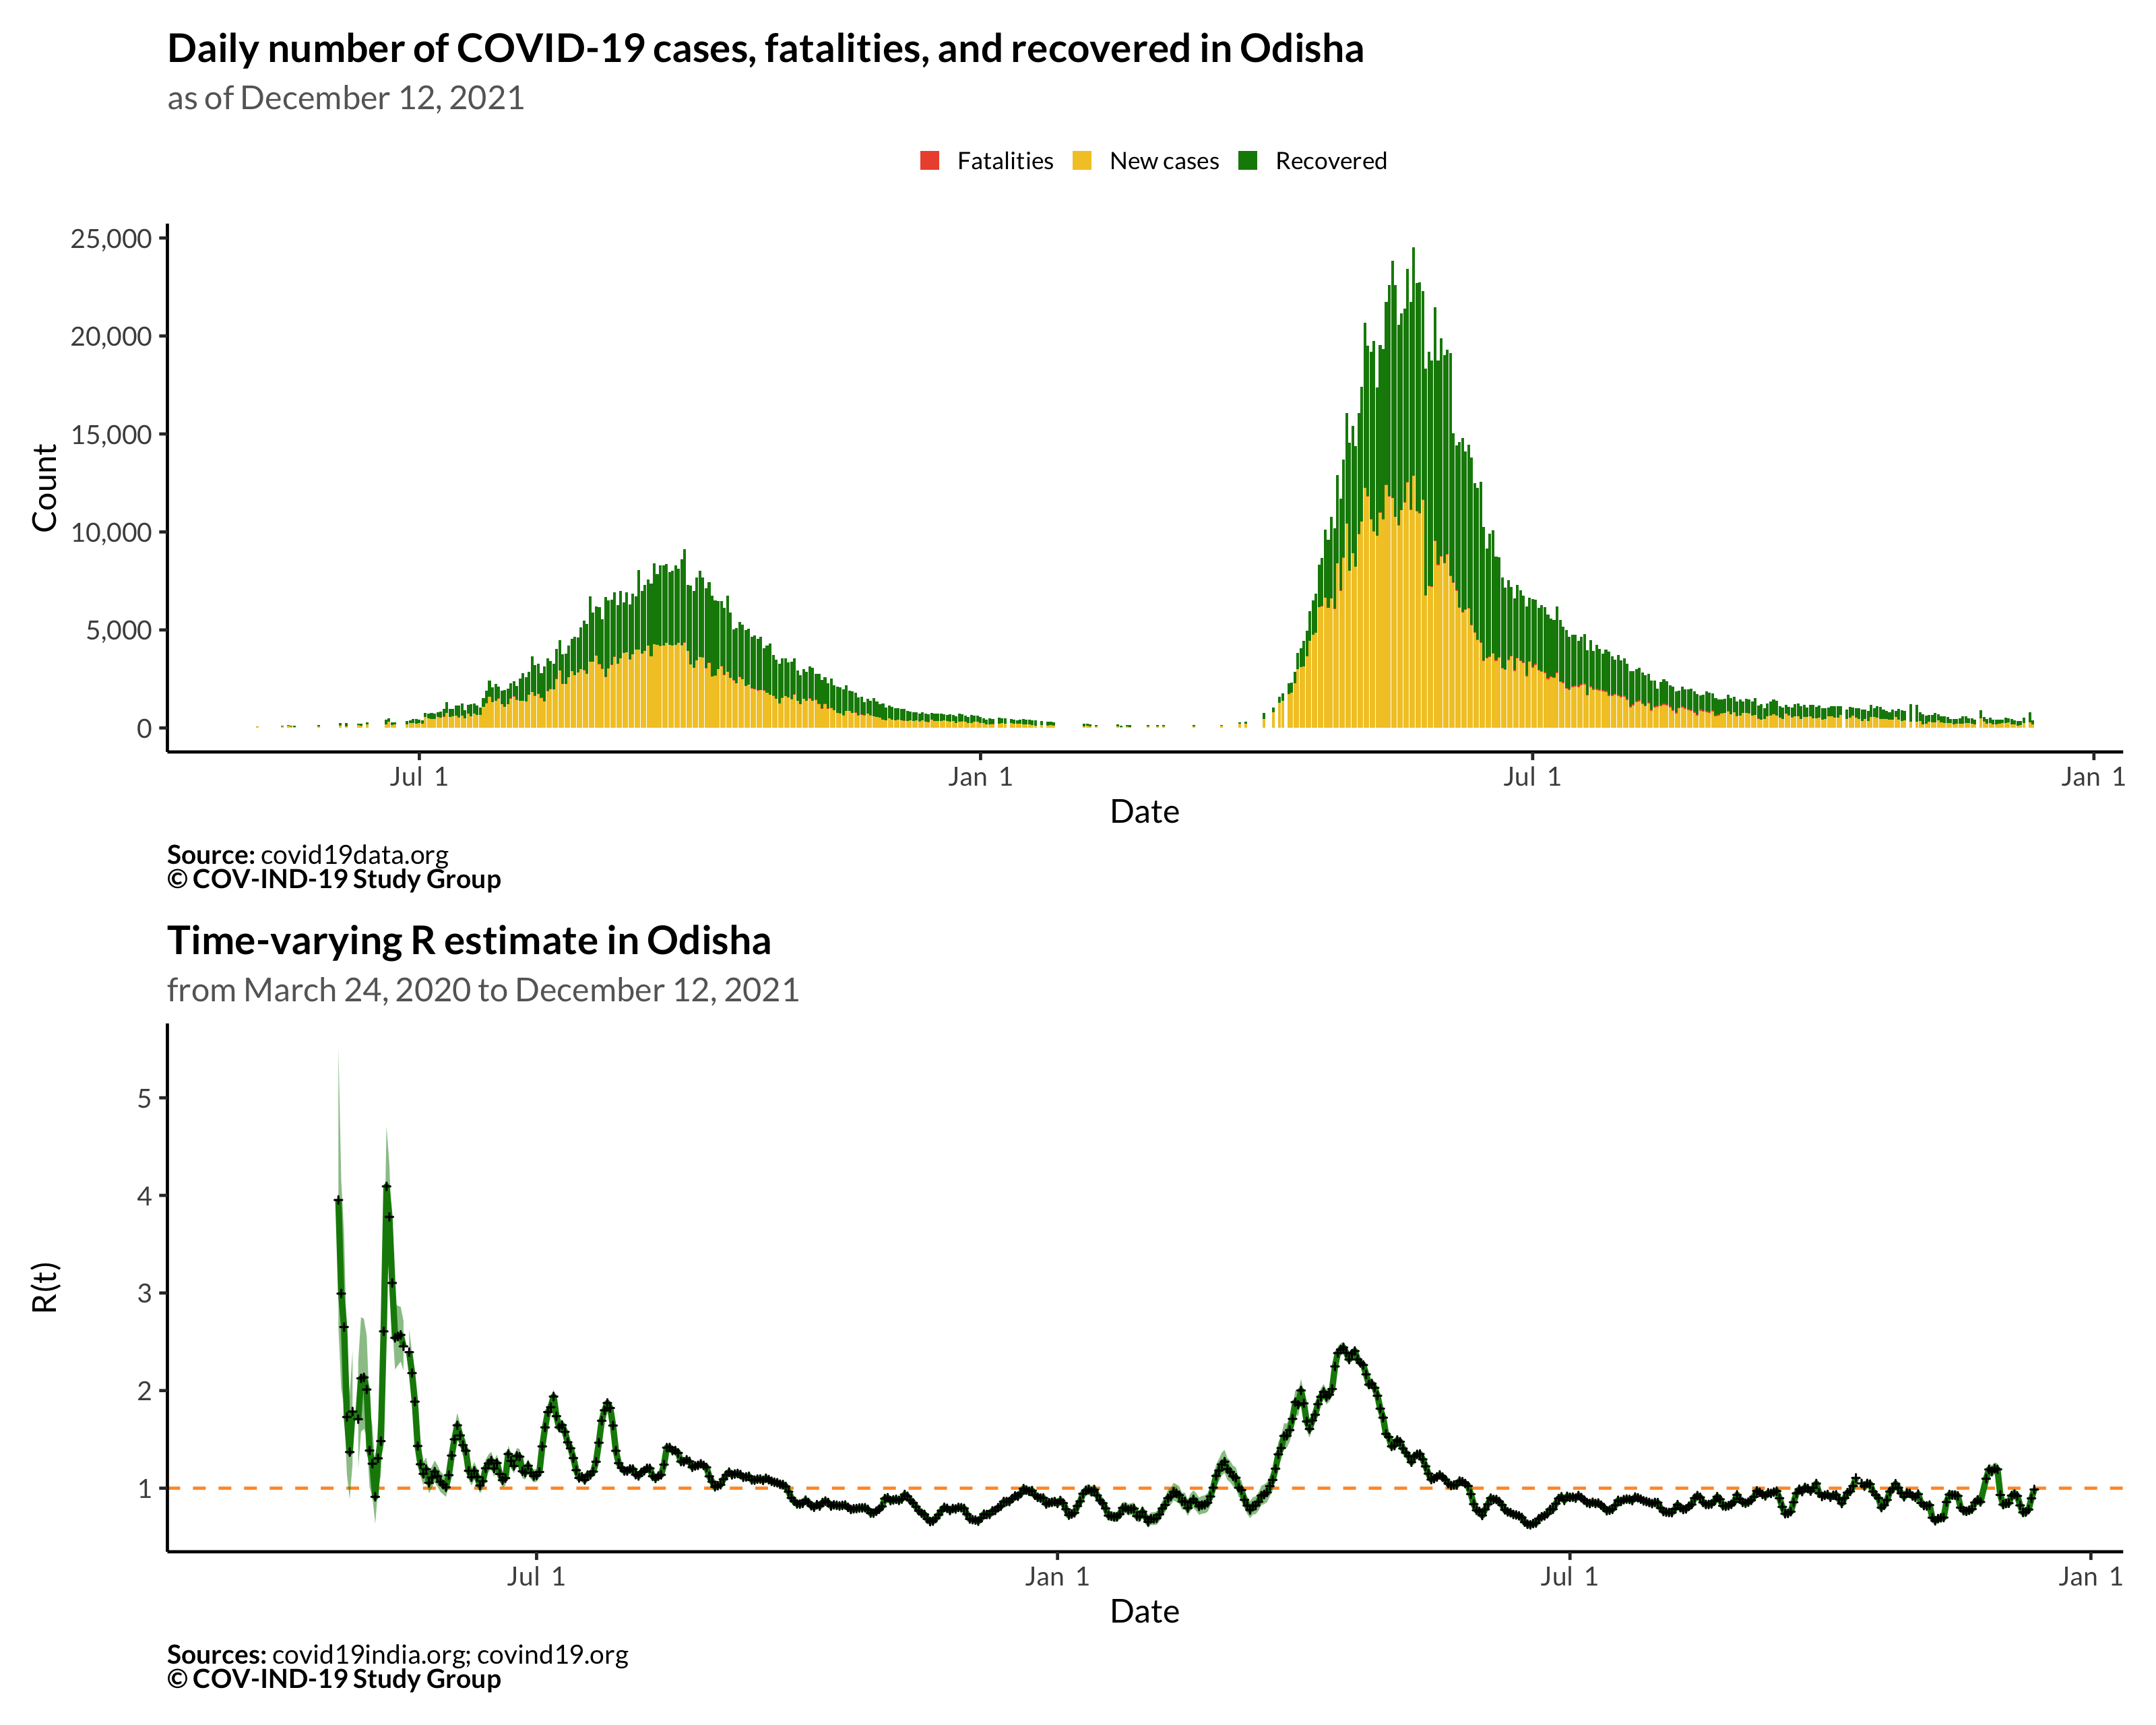 Daily number of COVID-19 cases, fatalities, and recovered in Odisha
as of December 12, 2021
Fatalities New cases Recovered
25,000
20,000
15,000
10,000
5,000
0
Count
Jul 1 Jan 1 Jul 1 Jan 1
Date
Source: covid19data.org
© COV-IND-19 Study Group
Time-varying R estimate in Odisha
from March 24, 2020 to December 12, 2021
5
4
3
2
1
R(t)
Jul 1 Jan 1 Jul 1 Jan 1
Date
Sources: covid19india.org; covind19.org
© COV-IND-19 Study Group